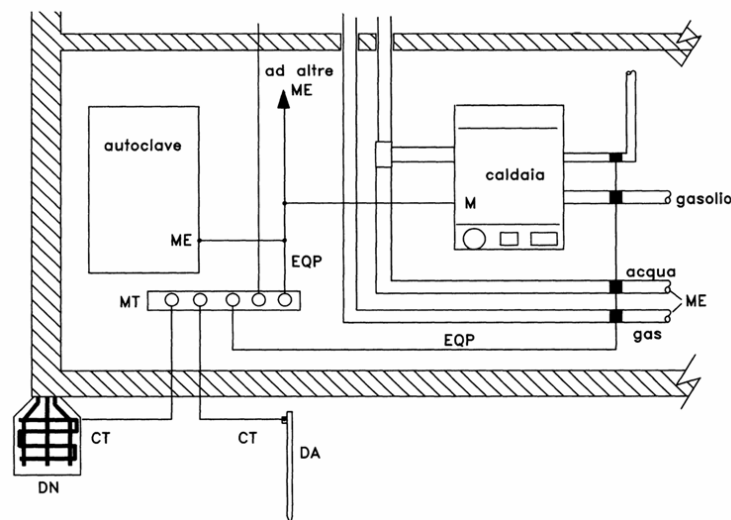 ad altre
ME
autoclave
caldaia
M
gasolio
ME
EQP
acqua
MT
ME
gas
EQP
CT
CT
DA
DN